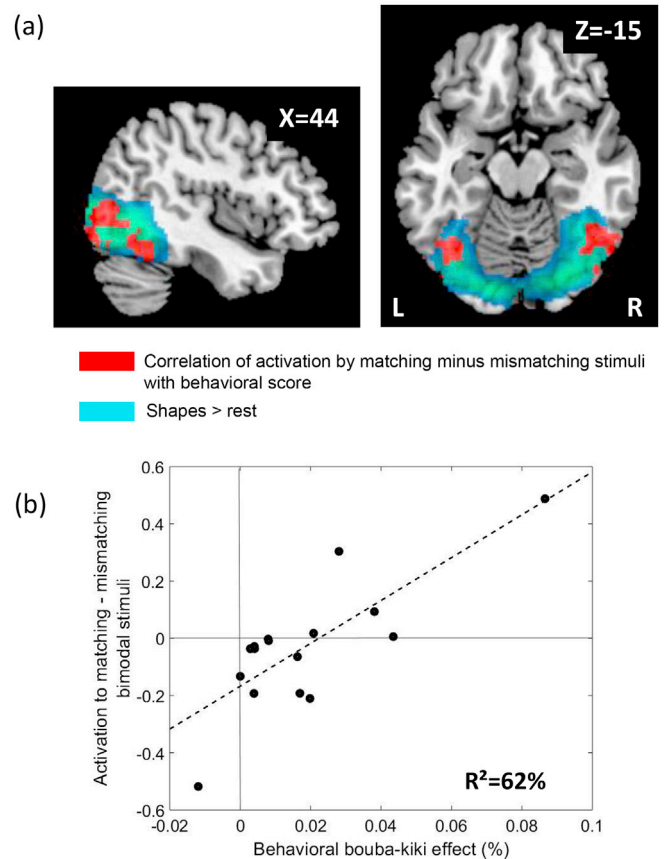 (a)
X=44
Z=-15
L
R
Correlation of activation by matching minus mismatching stimuli
with behavioral score
Shapes > rest
(b)
Activation to matching - mismatching
bimodal stimuli
0.6
0.4
0.2
0
-0.2
-0.4
-0.6
R²=62%
-0.02
0
0.02
0.04
0.06
0.08
0.1
Behavioral bouba-kiki effect (%)